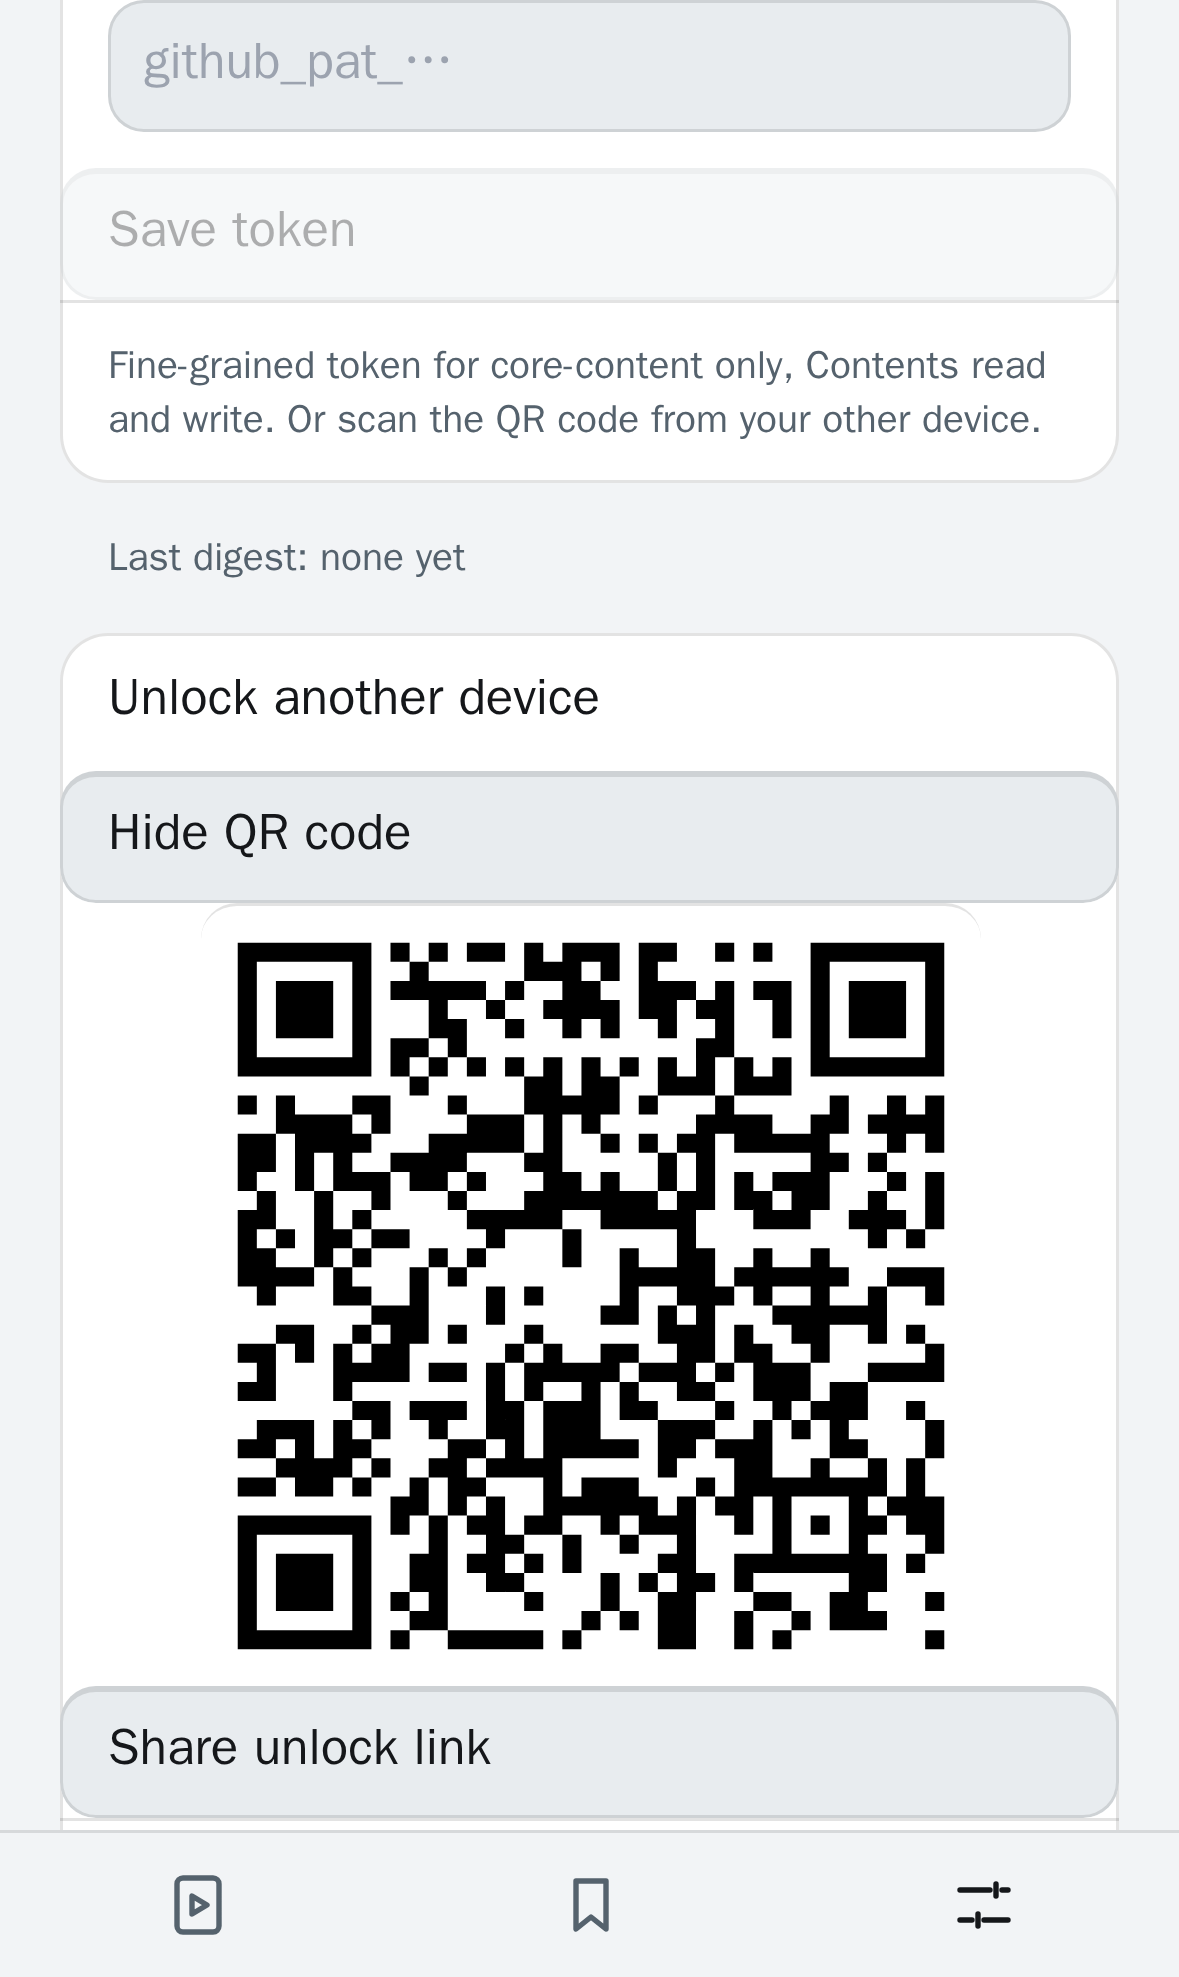 github_pat_···
Save token
Fine-grained token for core-content only, Contents read
and write. Or scan the QR code from your other device.
Last digest: none yet
Unlock another device
Hide QR code
Share unlock link